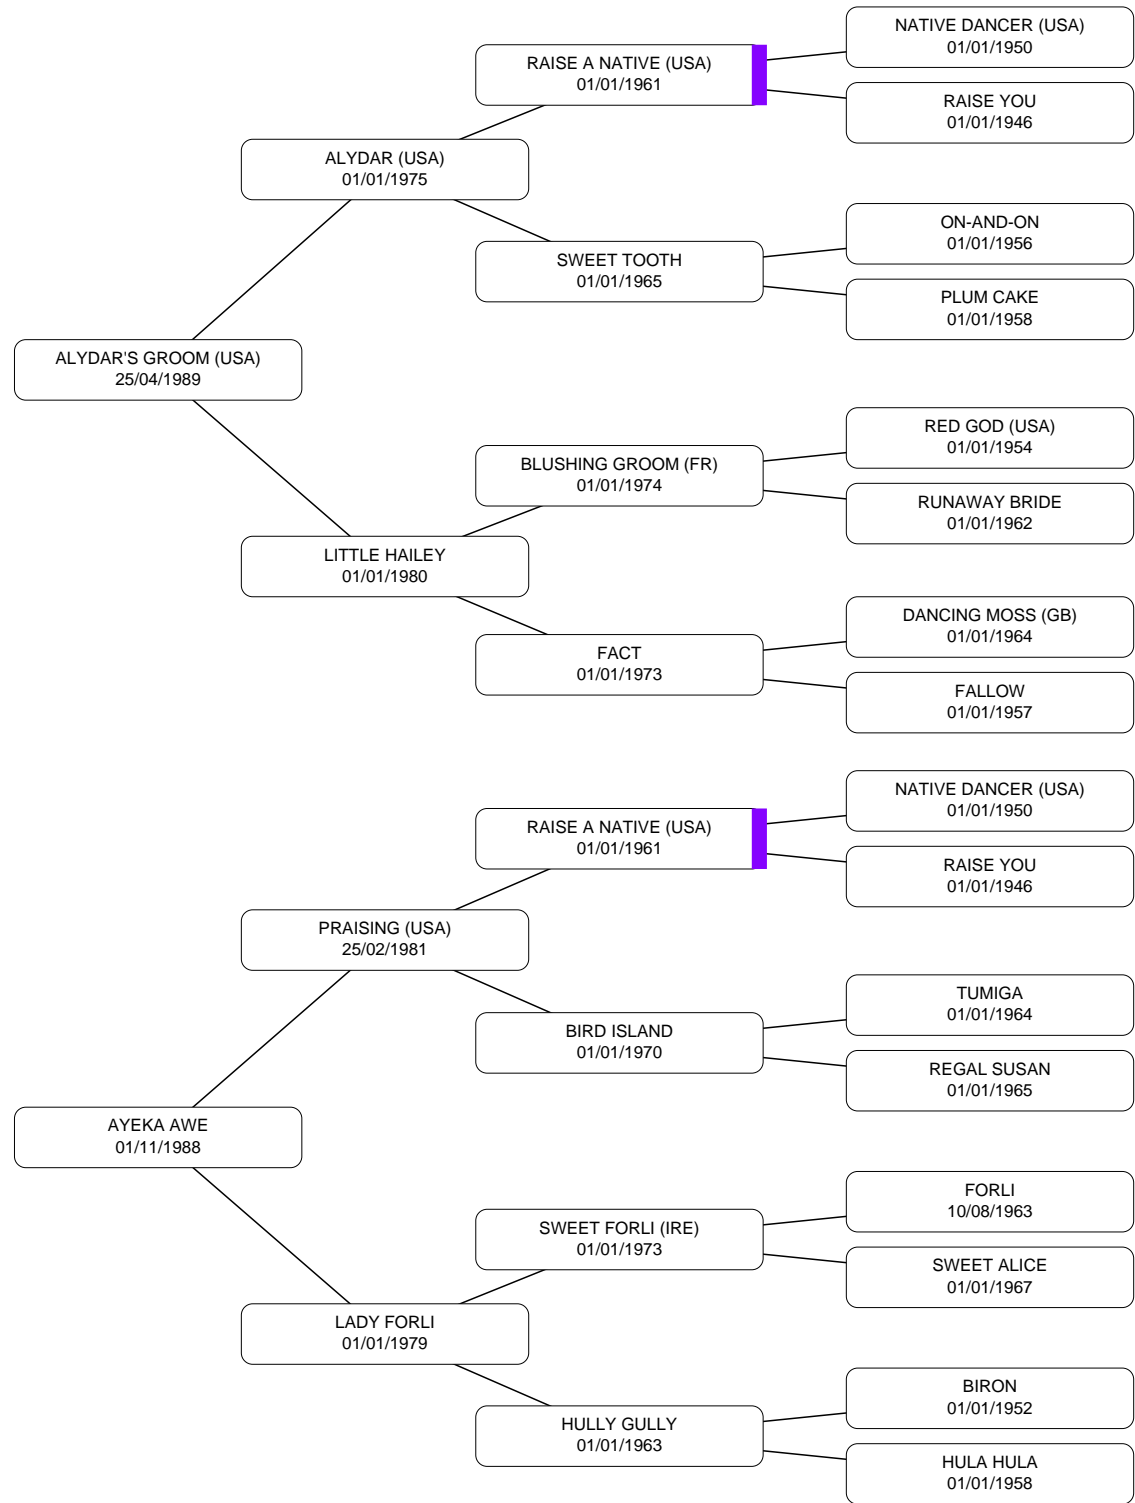 NATIVE DANCER (USA)
01/01/1950
RAISE A NATIVE (USA)
01/01/1961
RAISE YOU
01/01/1946
ALYDAR (USA)
01/01/1975
ON-AND-ON
01/01/1956
SWEET TOOTH
01/01/1965
PLUM CAKE
01/01/1958
ALYDAR'S GROOM (USA)
25/04/1989
RED GOD (USA)
01/01/1954
BLUSHING GROOM (FR)
01/01/1974
RUNAWAY BRIDE
01/01/1962
LITTLE HAILEY
01/01/1980
DANCING MOSS (GB)
01/01/1964
FACT
01/01/1973
FALLOW
01/01/1957
NATIVE DANCER (USA)
01/01/1950
RAISE A NATIVE (USA)
01/01/1961
RAISE YOU
01/01/1946
PRAISING (USA)
25/02/1981
TUMIGA
01/01/1964
BIRD ISLAND
01/01/1970
REGAL SUSAN
01/01/1965
AYEKA AWE
01/11/1988
FORLI
10/08/1963
SWEET FORLI (IRE)
01/01/1973
SWEET ALICE
01/01/1967
LADY FORLI
01/01/1979
BIRON
01/01/1952
HULLY GULLY
01/01/1963
HULA HULA
01/01/1958